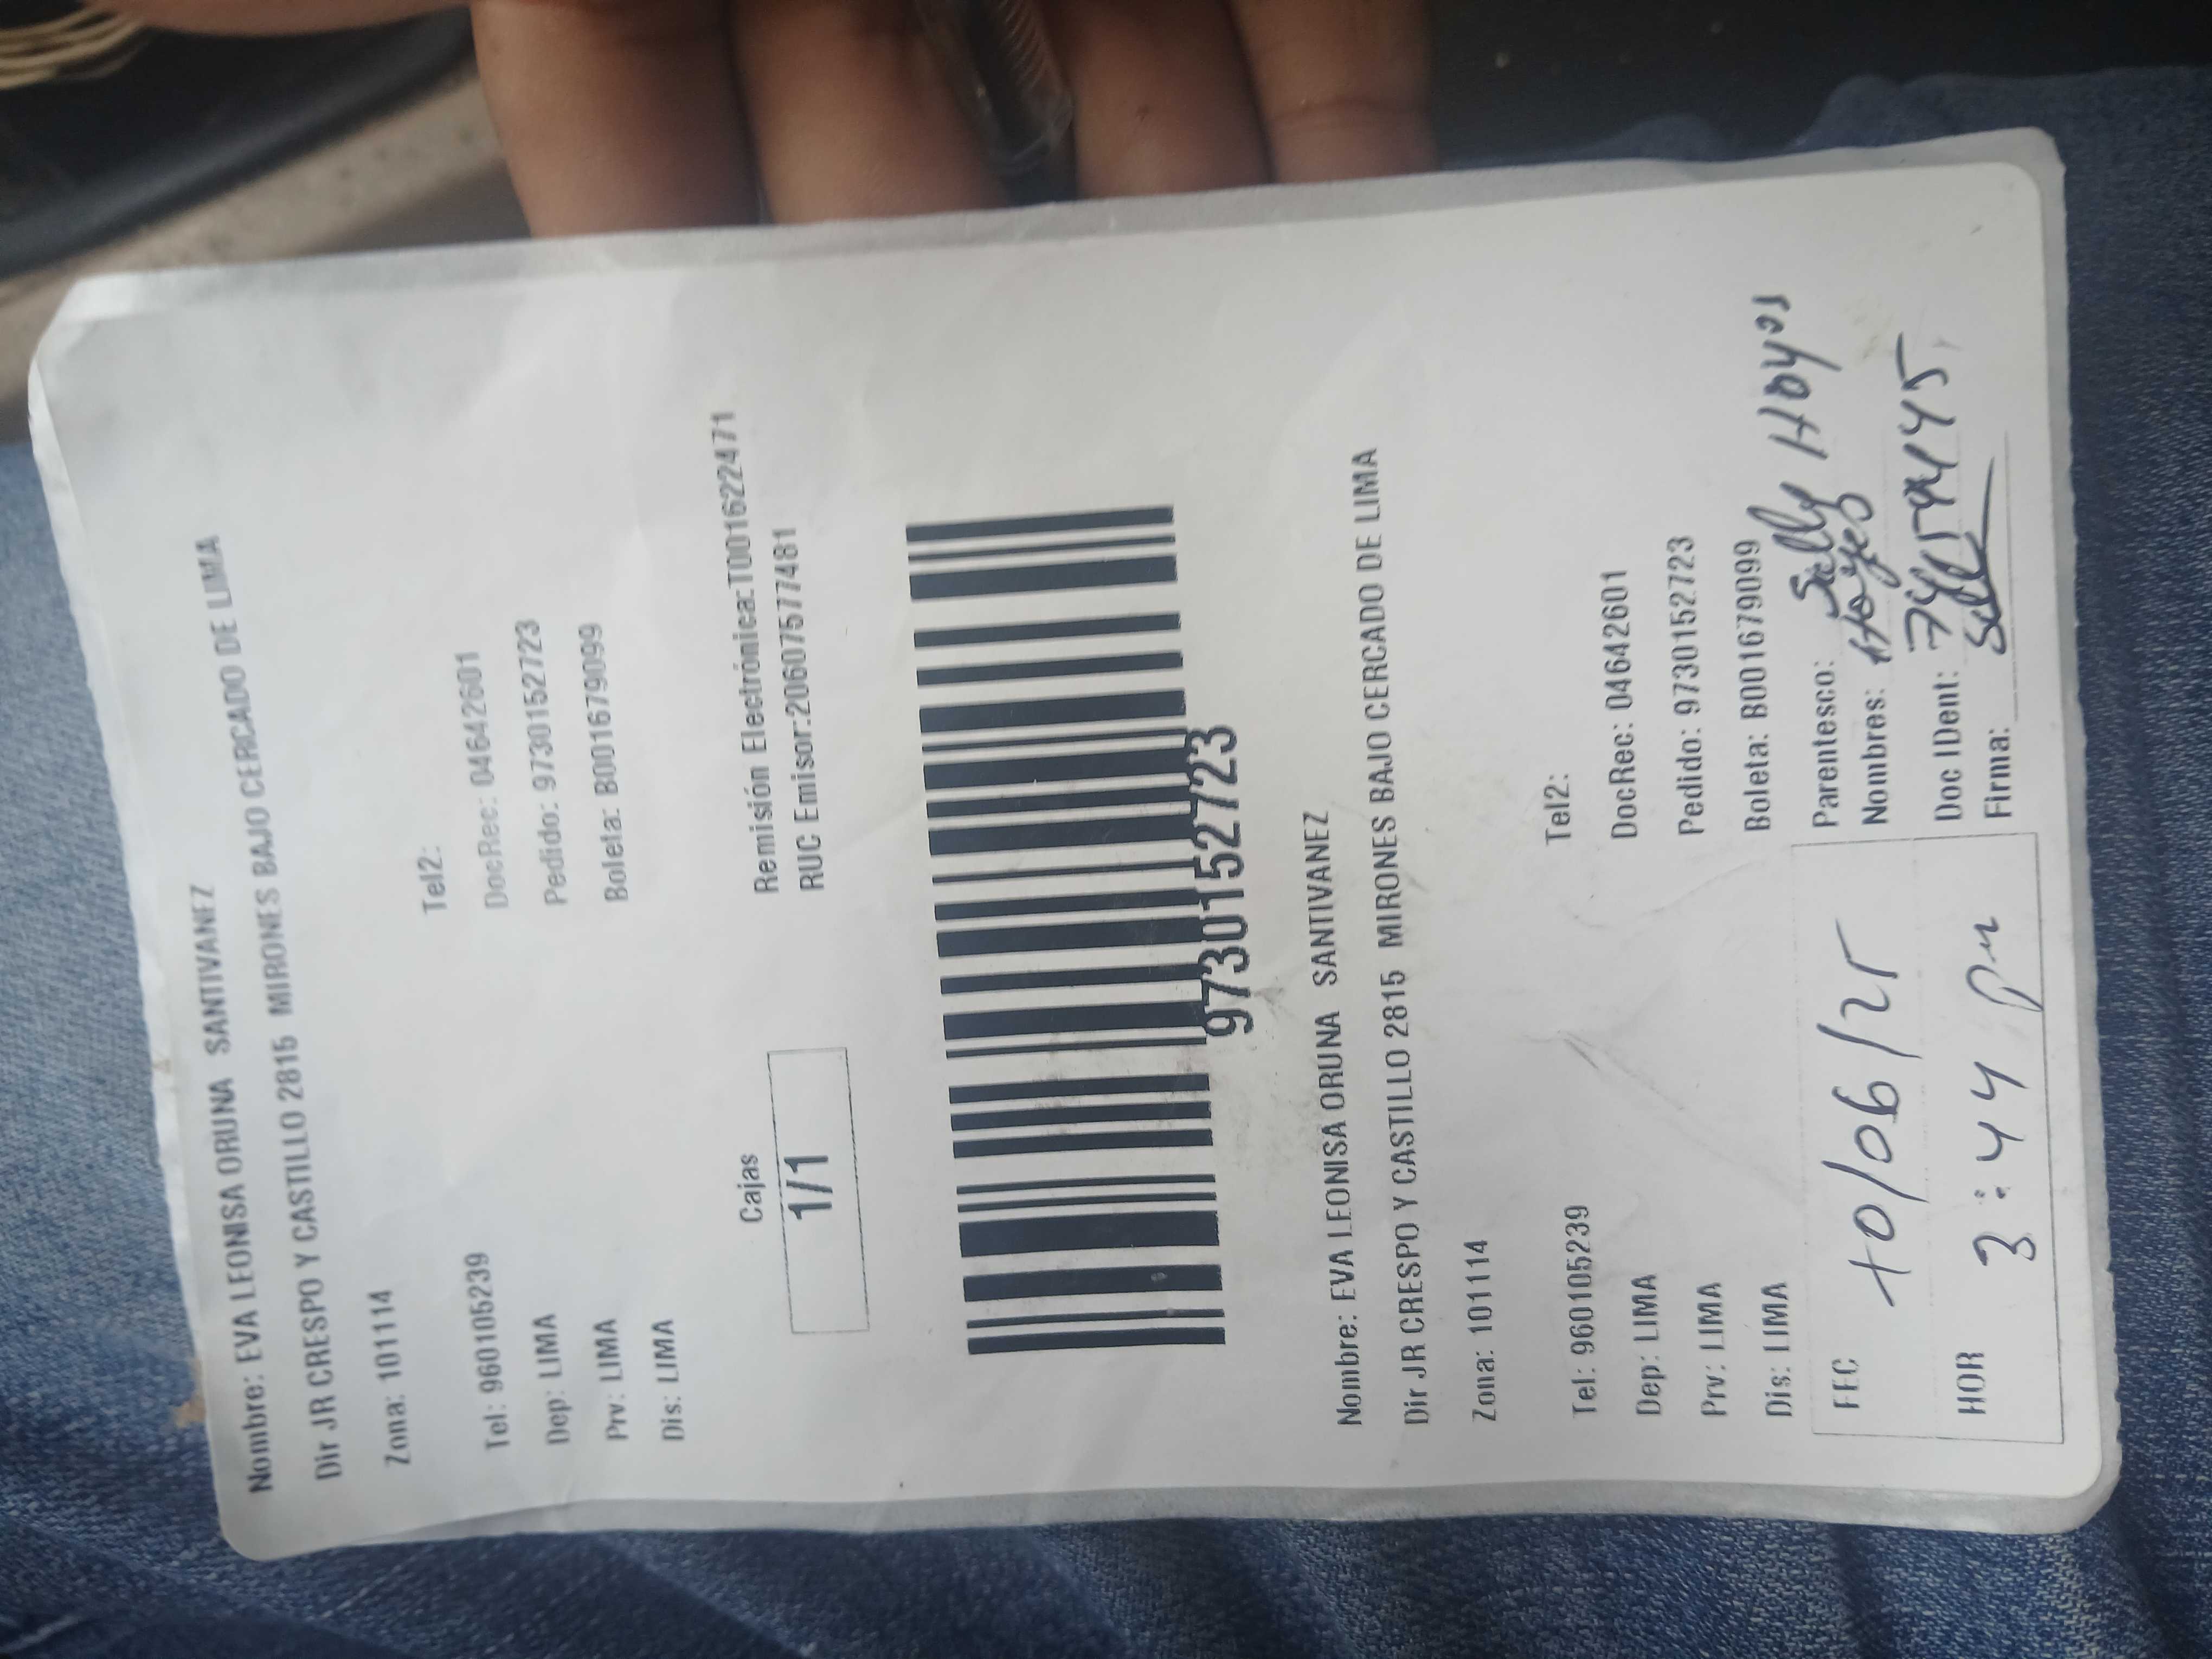 Nombre: EVA LEONISA ORUNA SANTIVANEZ
Dir JR CRESPO Y CASTILLO 2815 MIRONES BAJO CERCADO DE LIMA
Zona: 101114
Tel: 960105239 Tel2:
Dep: LIMA DocRec: 04642601
Prv: LIMA Pedido: 9730152723
Dis: LIMA Boleta: B001679099
Cajas
1/1
Remisión Electrónica:T001622471
RUC Emisor:20607577481
9730152723
Nombre: EVA LEONISA ORUNA SANTIVANEZ
Dir JR CRESPO Y CASTILLO 2815 MIRONES BAJO CERCADO DE LIMA
Zona: 101114
Tel: 960105239 Tel2:
Dep: LIMA DocRec: 04642601
Prv: LIMA Pedido: 9730152723
Dis: LIMA Boleta: B001679099
FEC 10/06/25
HOR 3:44 pm
Parentesco: Sally Hoyos
Nombres:
Doc IDent:
Firma: